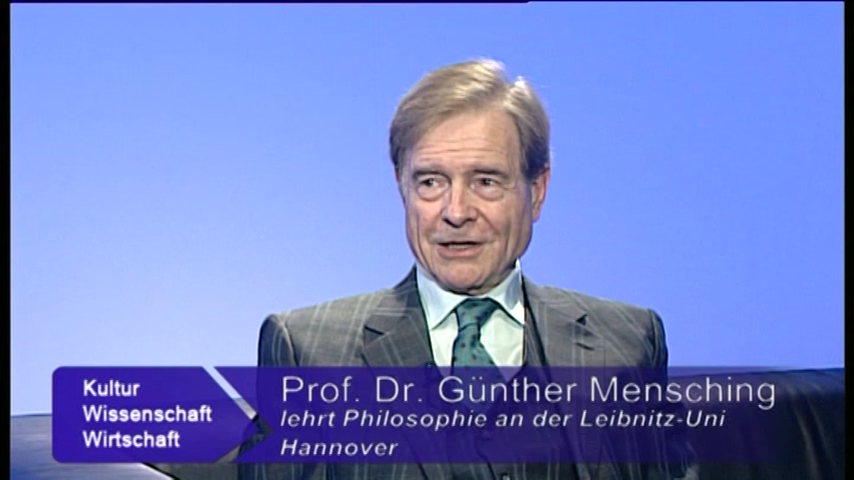 Kultur
Wissenschaft
Wirtschaft
Prof. Dr. Günther Mensching
lehrt Philosophie an der Leibnitz-Uni
Hannover